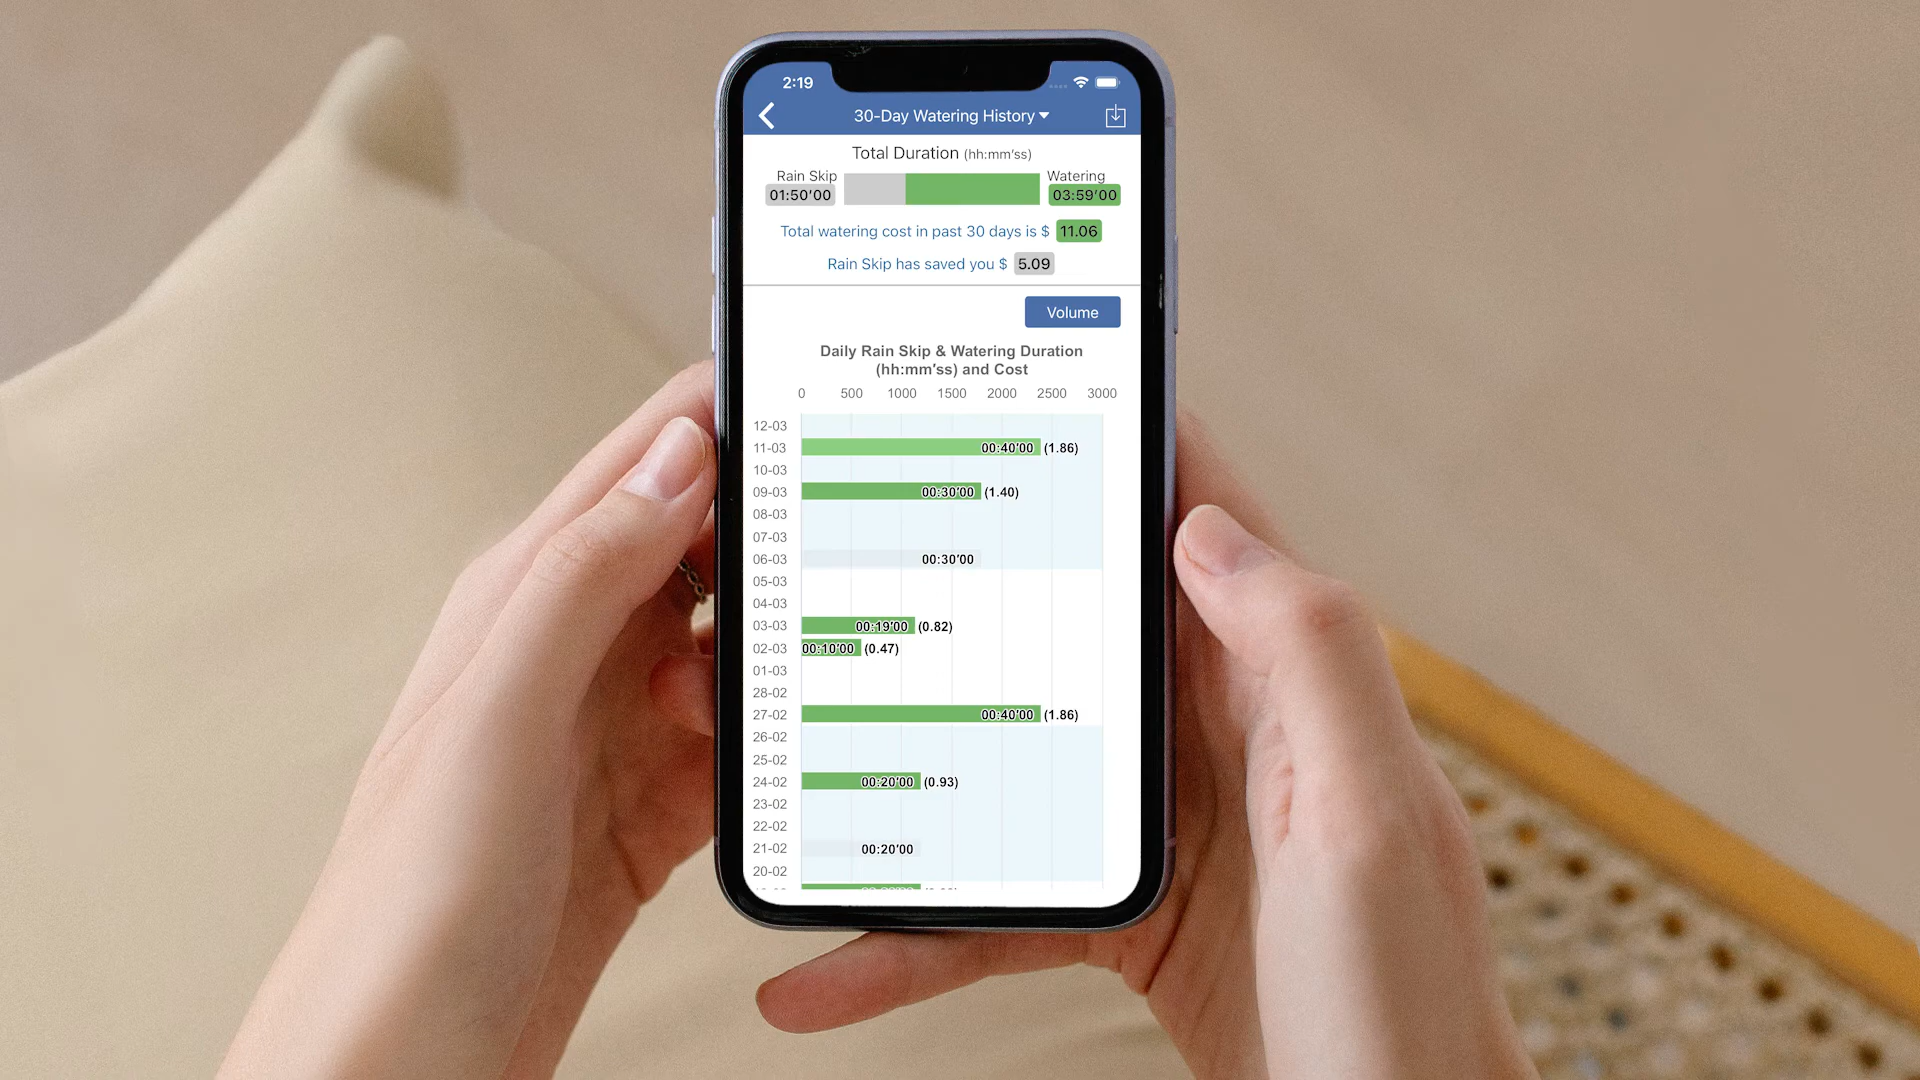 2:19
30-Day Watering History
Total Duration (hh:mm'ss)
Rain Skip
Watering
01:50'00
03:59'00
Total watering cost in past 30 days is $ 11.06
Rain Skip has saved you $ 5.09
Volume
Daily Rain Skip & Watering Duration
(hh:mm'ss) and Cost
0 500 1000 1500 2000 2500 3000
12-03
11-03 00:40'00 (1.86)
10-03
09-03 00:30'00 (1.40)
08-03
07-03
06-03 00:30'00
05-03
04-03
03-03 00:19'00 (0.82)
02-03 00:10'00 (0.47)
01-03
28-02
27-02 00:40'00 (1.86)
26-02
25-02
24-02 00:20'00 (0.93)
23-02
22-02
21-02 00:20'00
20-02